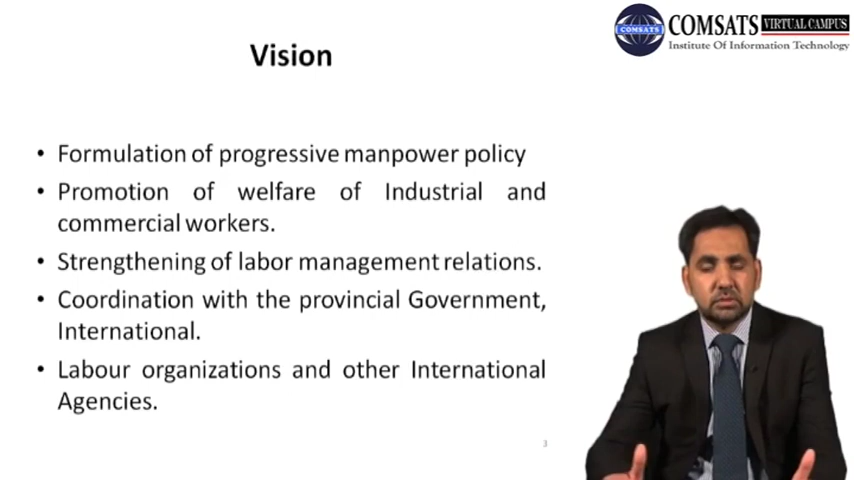 COMSATS
COMSATS VIRTUAL CAMPUS
Institute Of Information Technology
Vision
• Formulation of progressive manpower policy
• Promotion of welfare of Industrial and
commercial workers.
• Strengthening of labor management relations.
• Coordination with the provincial Government,
International.
• Labour organizations and other International
Agencies.
3